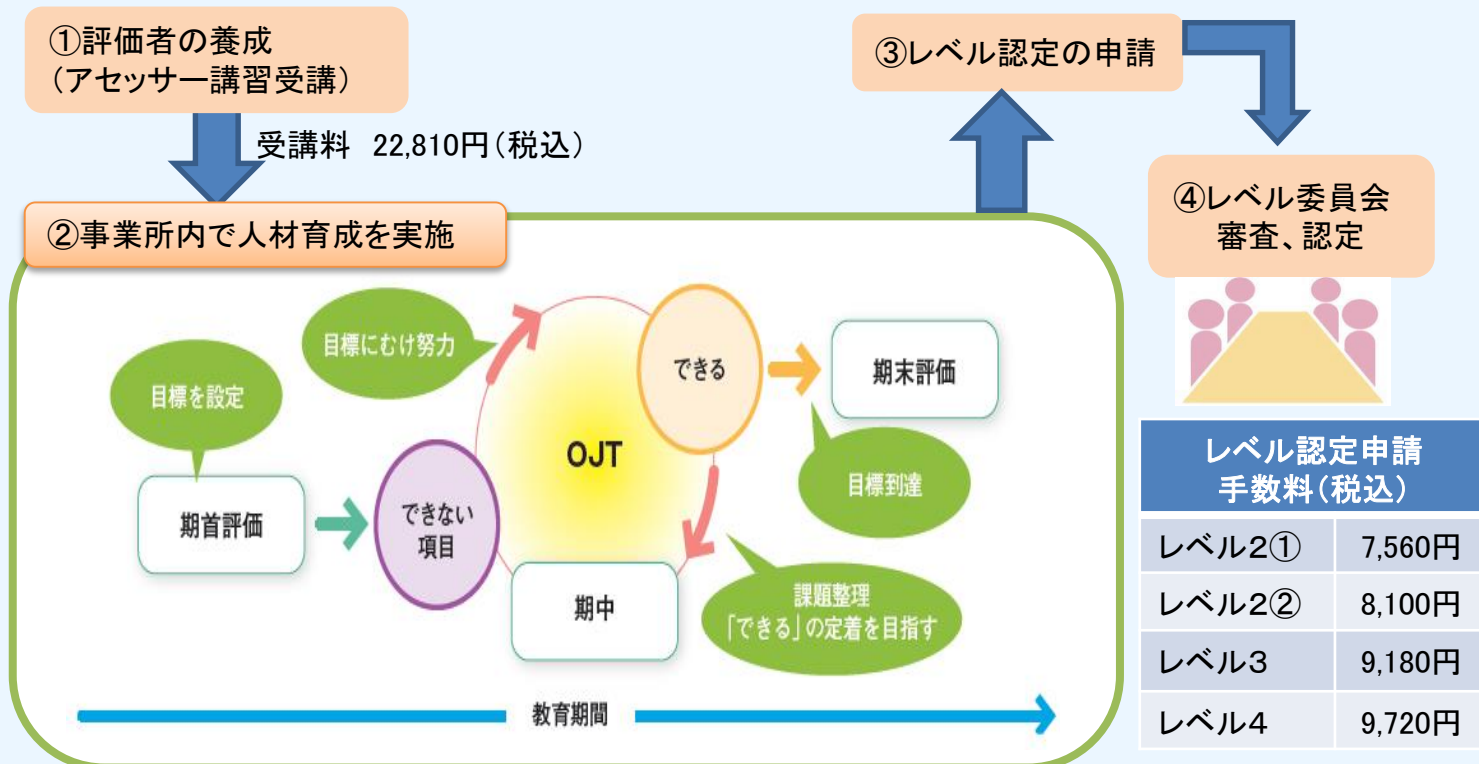 ①評価者の養成
（アセッサー講習受講）
受講料　22,810円（税込）
②事業所内で人材育成を実施
目標を設定
期首評価
できない
項目
目標にむけ努力
OJT
できる
期末評価
目標到達
期中
課題整理
「できる」の定着を目指す
教育期間
③レベル認定の申請
④レベル委員会
審査、認定
レベル認定申請
手数料（税込）
レベル２①　7,560円
レベル２②　8,100円
レベル３　9,180円
レベル４　9,720円